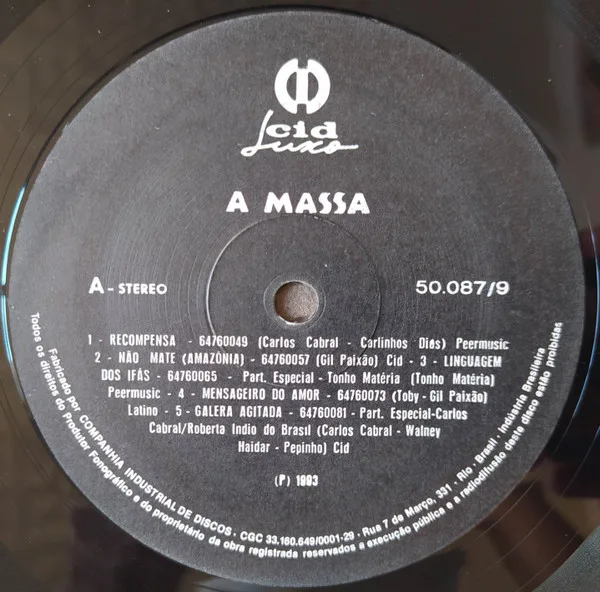 cid
Luxo
A MASSA
A - STEREO
50.087/9
1 - RECOMPENSA - 64760049 (Carlos Cabral - Carlinhos Dias) Peermusic
2 - NÃO MATE (AMAZÔNIA) - 64760057 (Gil Paixão) Cid - 3 - LINGUAGEM
DOS IFÁS - 64760065 - Part. Especial - Tonho Matéria (Tonho Matéria)
Peermusic - 4 - MENSAGEIRO DO AMOR - 64760073 (Toby - Gil Paixão)
Latino - 5 - GALERA AGITADA - 64760081 - Part. Especial-Carlos
Cabral/Roberta Indio do Brasil (Carlos Cabral - Walney
Haidar - Pepinho) Cid
(P) 1993
Fabricado por COMPANHIA INDUSTRIAL DE DISCOS - CGC 33.160.649/0001-29 - Rua 7 de Março, 331 - Rio - Brasil - Indústria Brasileira
Todos os direitos do Produtor Fonográfico e do proprietário da obra registrada reservados a execução pública e a radiodifusão deste disco estão proibidas